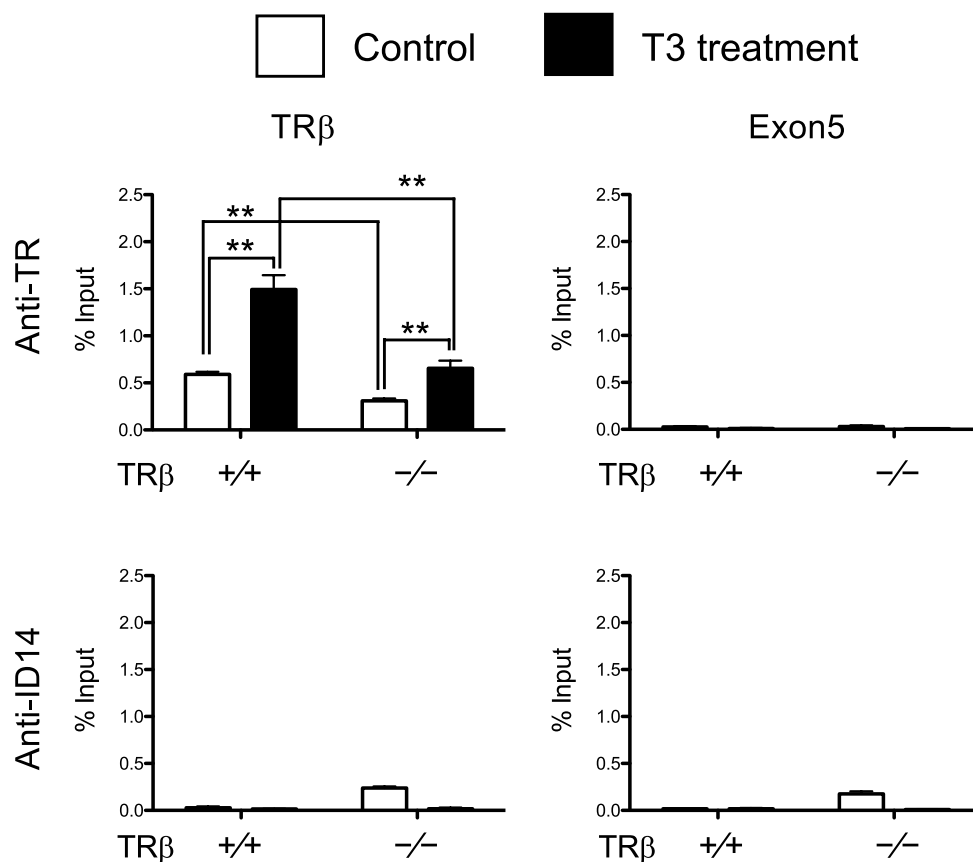 Control T3 treatment
TRβ Exon5
Anti-TR
% Input
2.5
2.0
1.5
1.0
0.5
0.0
**
**
**
**
TRβ +/+ −/−
% Input
2.5
2.0
1.5
1.0
0.5
0.0
TRβ +/+ −/−
Anti-ID14
% Input
2.5
2.0
1.5
1.0
0.5
0.0
TRβ +/+ −/−
% Input
2.5
2.0
1.5
1.0
0.5
0.0
TRβ +/+ −/−